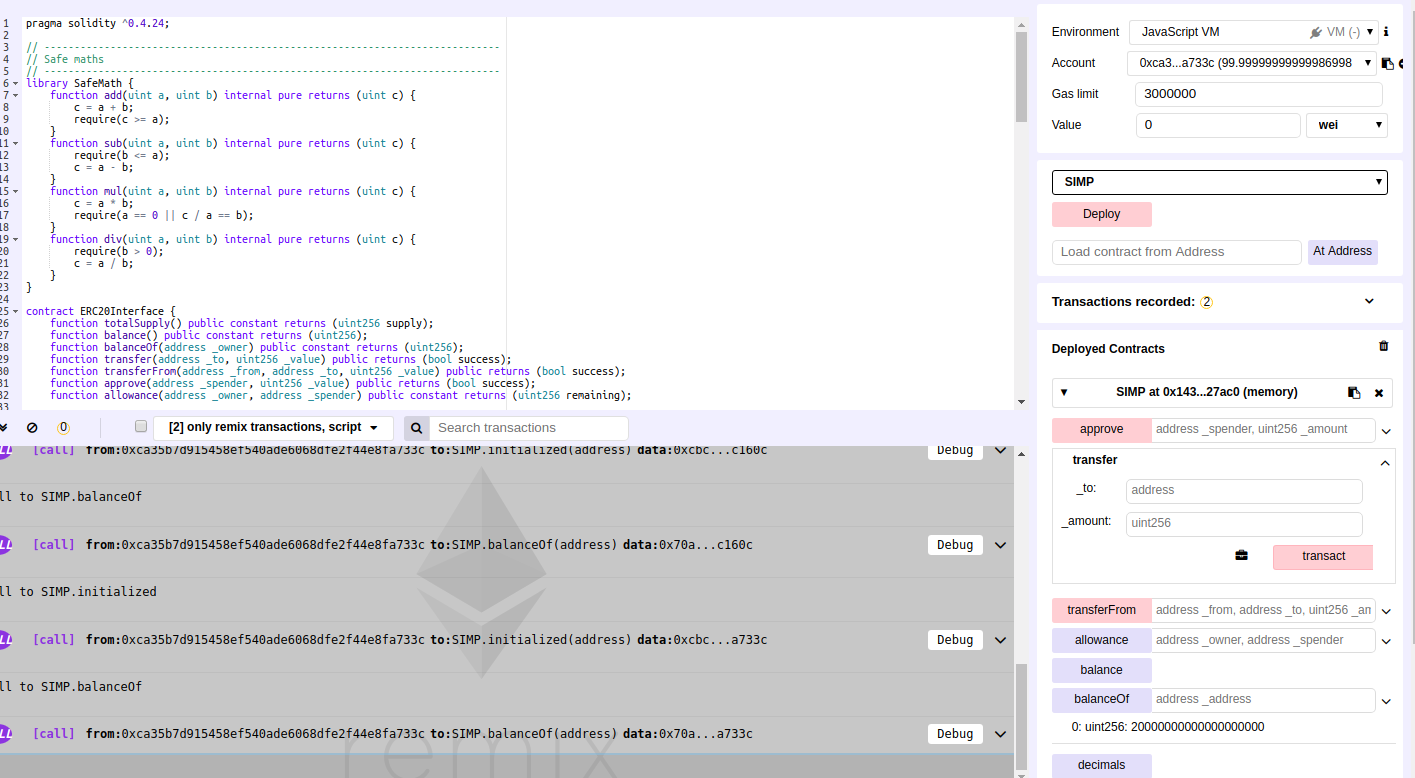 1 pragma solidity ^0.4.24;
2
3 // ----------------------------------------------------------------------------
4 // Safe maths
5 // ----------------------------------------------------------------------------
6 library SafeMath {
7 function add(uint a, uint b) internal pure returns (uint c) {
8 c = a + b;
9 require(c >= a);
10 }
11 function sub(uint a, uint b) internal pure returns (uint c) {
12 require(b <= a);
13 c = a - b;
14 }
15 function mul(uint a, uint b) internal pure returns (uint c) {
16 c = a * b;
17 require(a == 0 || c / a == b);
18 }
19 function div(uint a, uint b) internal pure returns (uint c) {
20 require(b > 0);
21 c = a / b;
22 }
23 }
24
25 contract ERC20Interface {
26 function totalSupply() public constant returns (uint256 supply);
27 function balance() public constant returns (uint256);
28 function balanceOf(address _owner) public constant returns (uint256);
29 function transfer(address _to, uint256 _value) public returns (bool success);
30 function transferFrom(address _from, address _to, uint256 _value) public returns (bool success);
31 function approve(address _spender, uint256 _value) public returns (bool success);
32 function allowance(address _owner, address _spender) public constant returns (uint256 remaining);
33
0 [2] only remix transactions, script Search transactions
LL [call] from:0xca35b7d915458ef540ade6068dfe2f44e8fa733c to:SIMP.initialized(address) data:0xcbc...c160c Debug
ll to SIMP.balanceOf
LL [call] from:0xca35b7d915458ef540ade6068dfe2f44e8fa733c to:SIMP.balanceOf(address) data:0x70a...c160c Debug
ll to SIMP.initialized
LL [call] from:0xca35b7d915458ef540ade6068dfe2f44e8fa733c to:SIMP.initialized(address) data:0xcbc...a733c Debug
ll to SIMP.balanceOf
LL [call] from:0xca35b7d915458ef540ade6068dfe2f44e8fa733c to:SIMP.balanceOf(address) data:0x70a...a733c Debug
remix
Environment JavaScript VM VM (-) i
Account 0xca3...a733c (99.99999999999986998
Gas limit 3000000
Value 0 wei
SIMP
Deploy
Load contract from Address At Address
Transactions recorded: 2
Deployed Contracts
SIMP at 0x143...27ac0 (memory)
approve address _spender, uint256 _amount
transfer
_to: address
_amount: uint256
transact
transferFrom address _from, address _to, uint256 _am
allowance address _owner, address _spender
balance
balanceOf address _address
0: uint256: 20000000000000000000
decimals